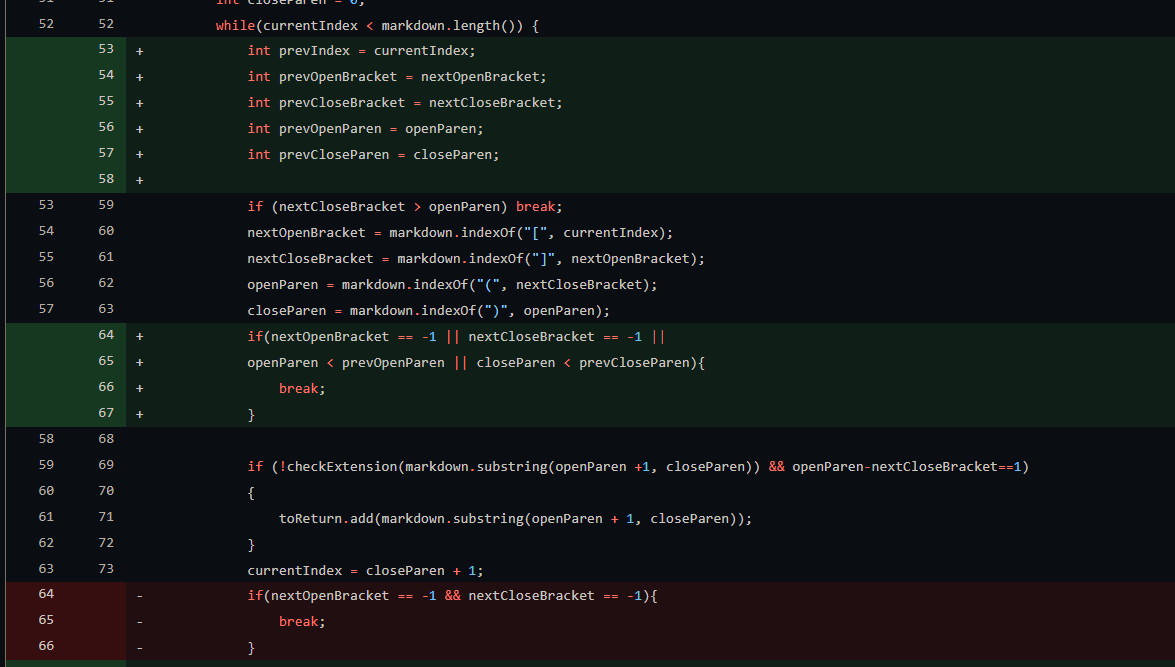 51 51 int closeParen = 0;
52 52 while(currentIndex < markdown.length()) {
53 + int prevIndex = currentIndex;
54 + int prevOpenBracket = nextOpenBracket;
55 + int prevCloseBracket = nextCloseBracket;
56 + int prevOpenParen = openParen;
57 + int prevCloseParen = closeParen;
58 +
53 59 if (nextCloseBracket > openParen) break;
54 60 nextOpenBracket = markdown.indexOf("[", currentIndex);
55 61 nextCloseBracket = markdown.indexOf("]", nextOpenBracket);
56 62 openParen = markdown.indexOf("(", nextCloseBracket);
57 63 closeParen = markdown.indexOf(")", openParen);
64 + if(nextOpenBracket == -1 || nextCloseBracket == -1 ||
65 + openParen < prevOpenParen || closeParen < prevCloseParen){
66 + break;
67 + }
58 68
59 69 if (!checkExtension(markdown.substring(openParen +1, closeParen)) && openParen-nextCloseBracket==1)
60 70 {
61 71 toReturn.add(markdown.substring(openParen + 1, closeParen));
62 72 }
63 73 currentIndex = closeParen + 1;
64 - if(nextOpenBracket == -1 && nextCloseBracket == -1){
65 - break;
66 - }